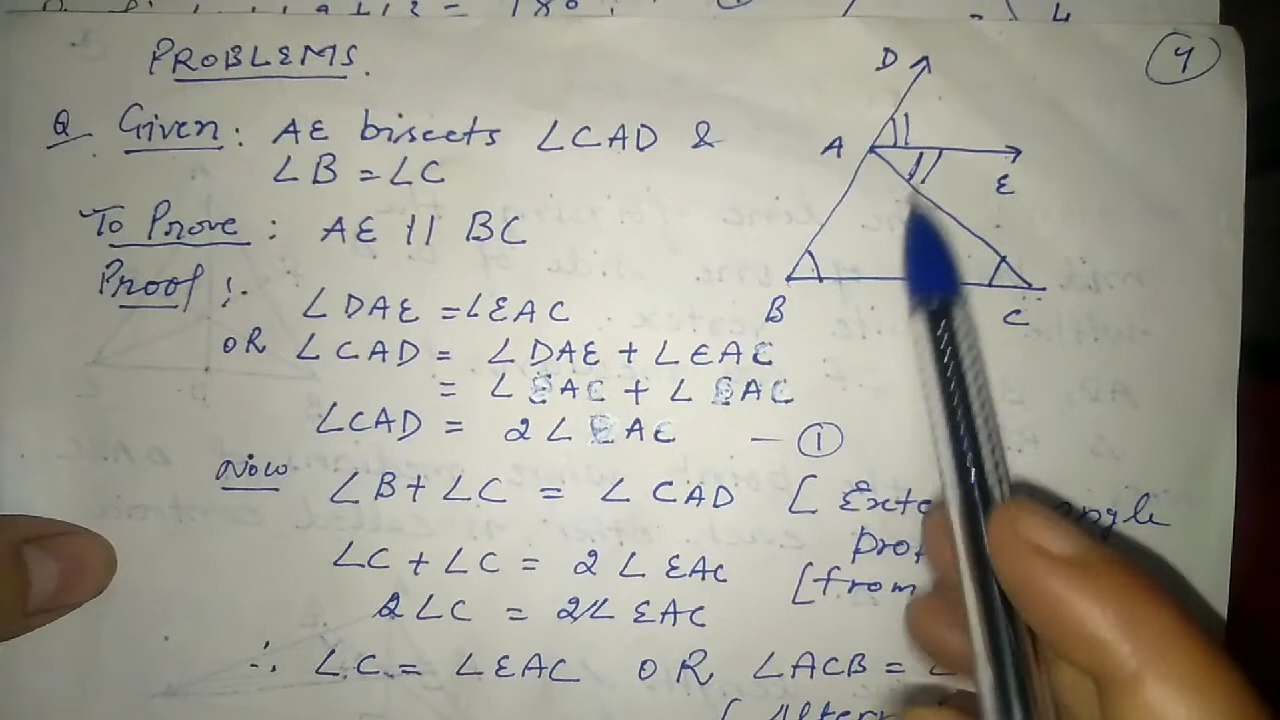 PROBLEMS.
4
Q Given: AE bisects ∠CAD &
∠B = ∠C
To Prove: AE || BC
Proof :-
∠DAE = ∠EAC
OR ∠CAD = ∠DAE + ∠EAC
= ∠EAC + ∠EAC
∠CAD = 2∠EAC — ①
Now ∠B + ∠C = ∠CAD [Exte angle
∠C + ∠C = 2∠EAC [from
2∠C = 2∠EAC
∴ ∠C = ∠EAC OR ∠ACB = ∠
D
A
E
B
C